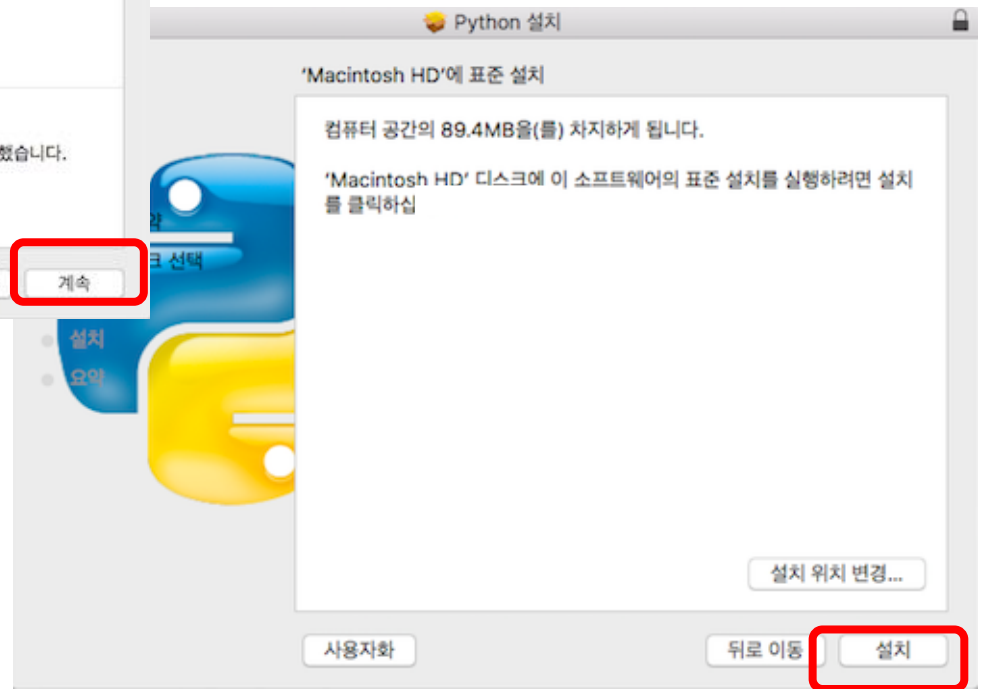 Python 설치
'Macintosh HD'에 표준 설치
컴퓨터 공간의 89.4MB을(를) 차지하게 됩니다.
'Macintosh HD' 디스크에 이 소프트웨어의 표준 설치를 실행하려면 설치
를 클릭하십
했습니다.
계속
약
크 선택
설치
요약
설치 위치 변경...
사용자화
뒤로 이동
설치